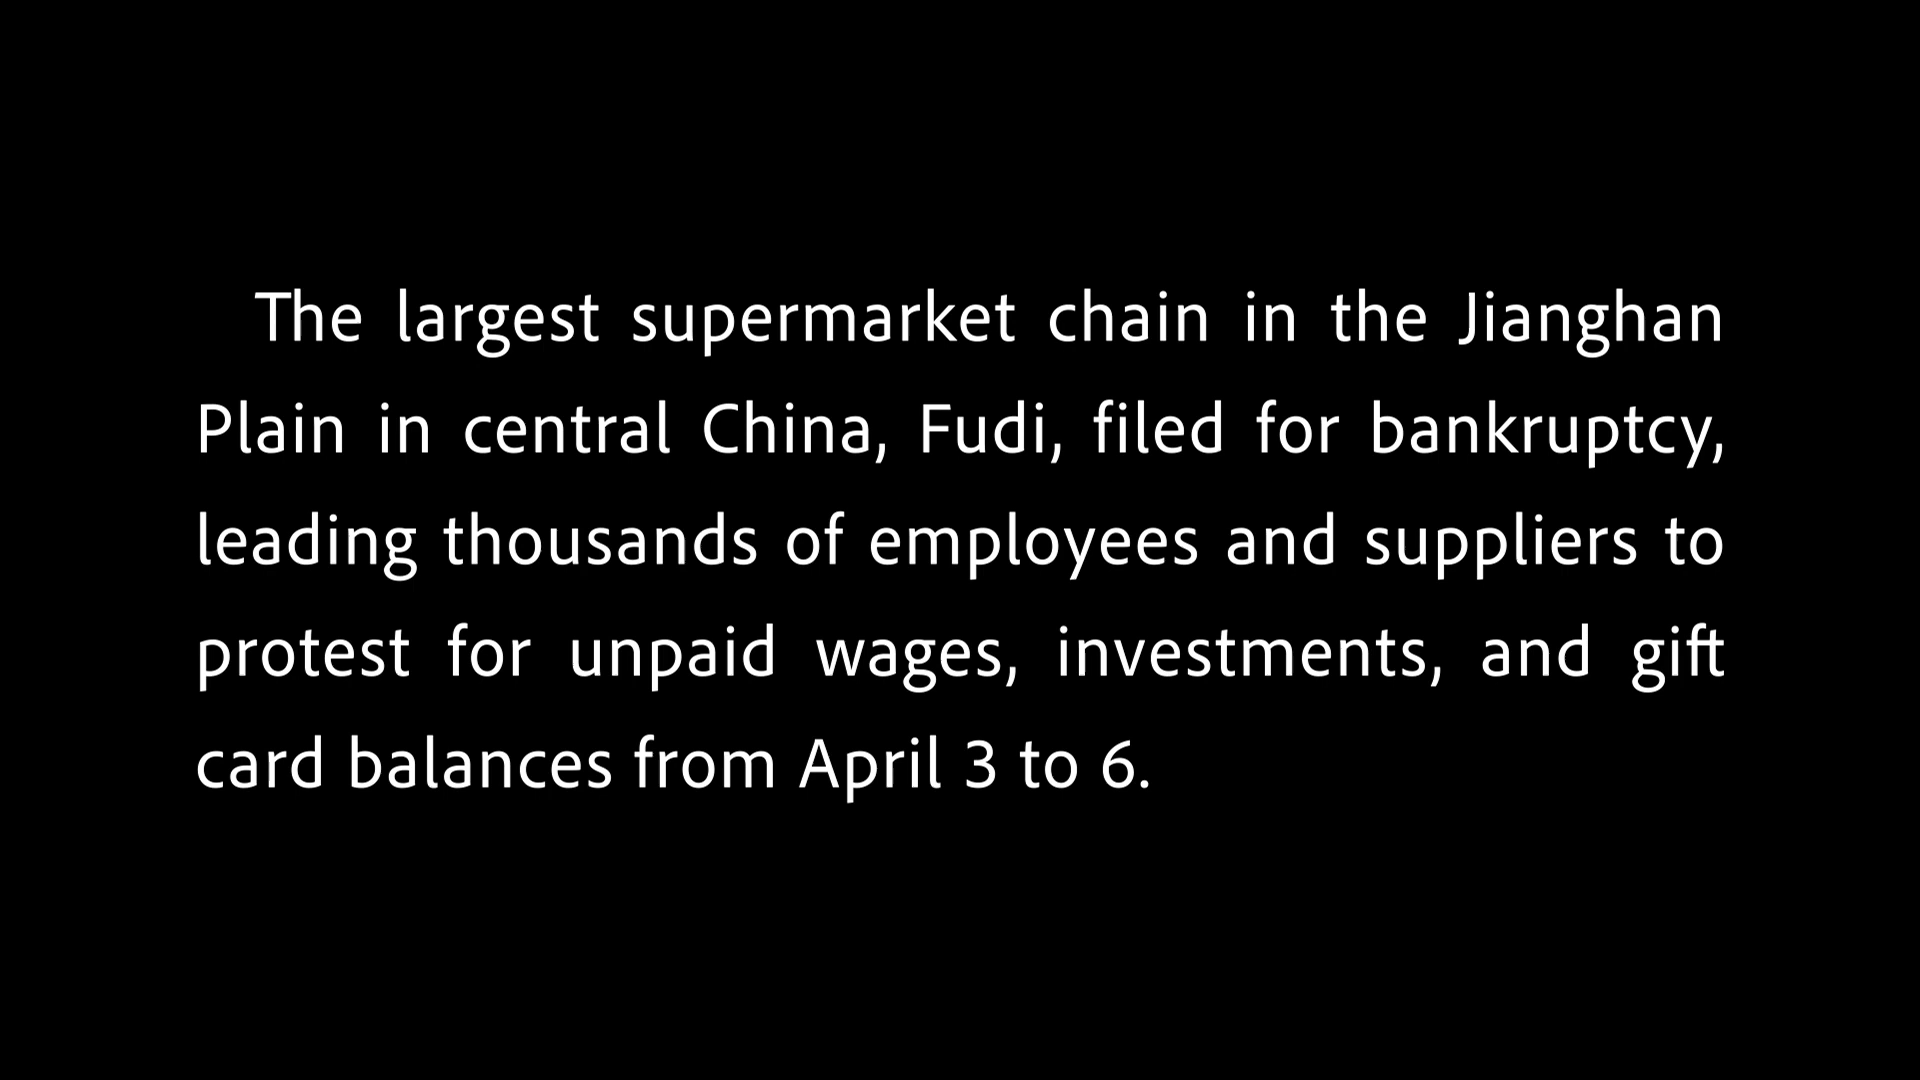 The largest supermarket chain in the Jianghan
Plain in central China, Fudi, filed for bankruptcy,
leading thousands of employees and suppliers to
protest for unpaid wages, investments, and gift
card balances from April 3 to 6.